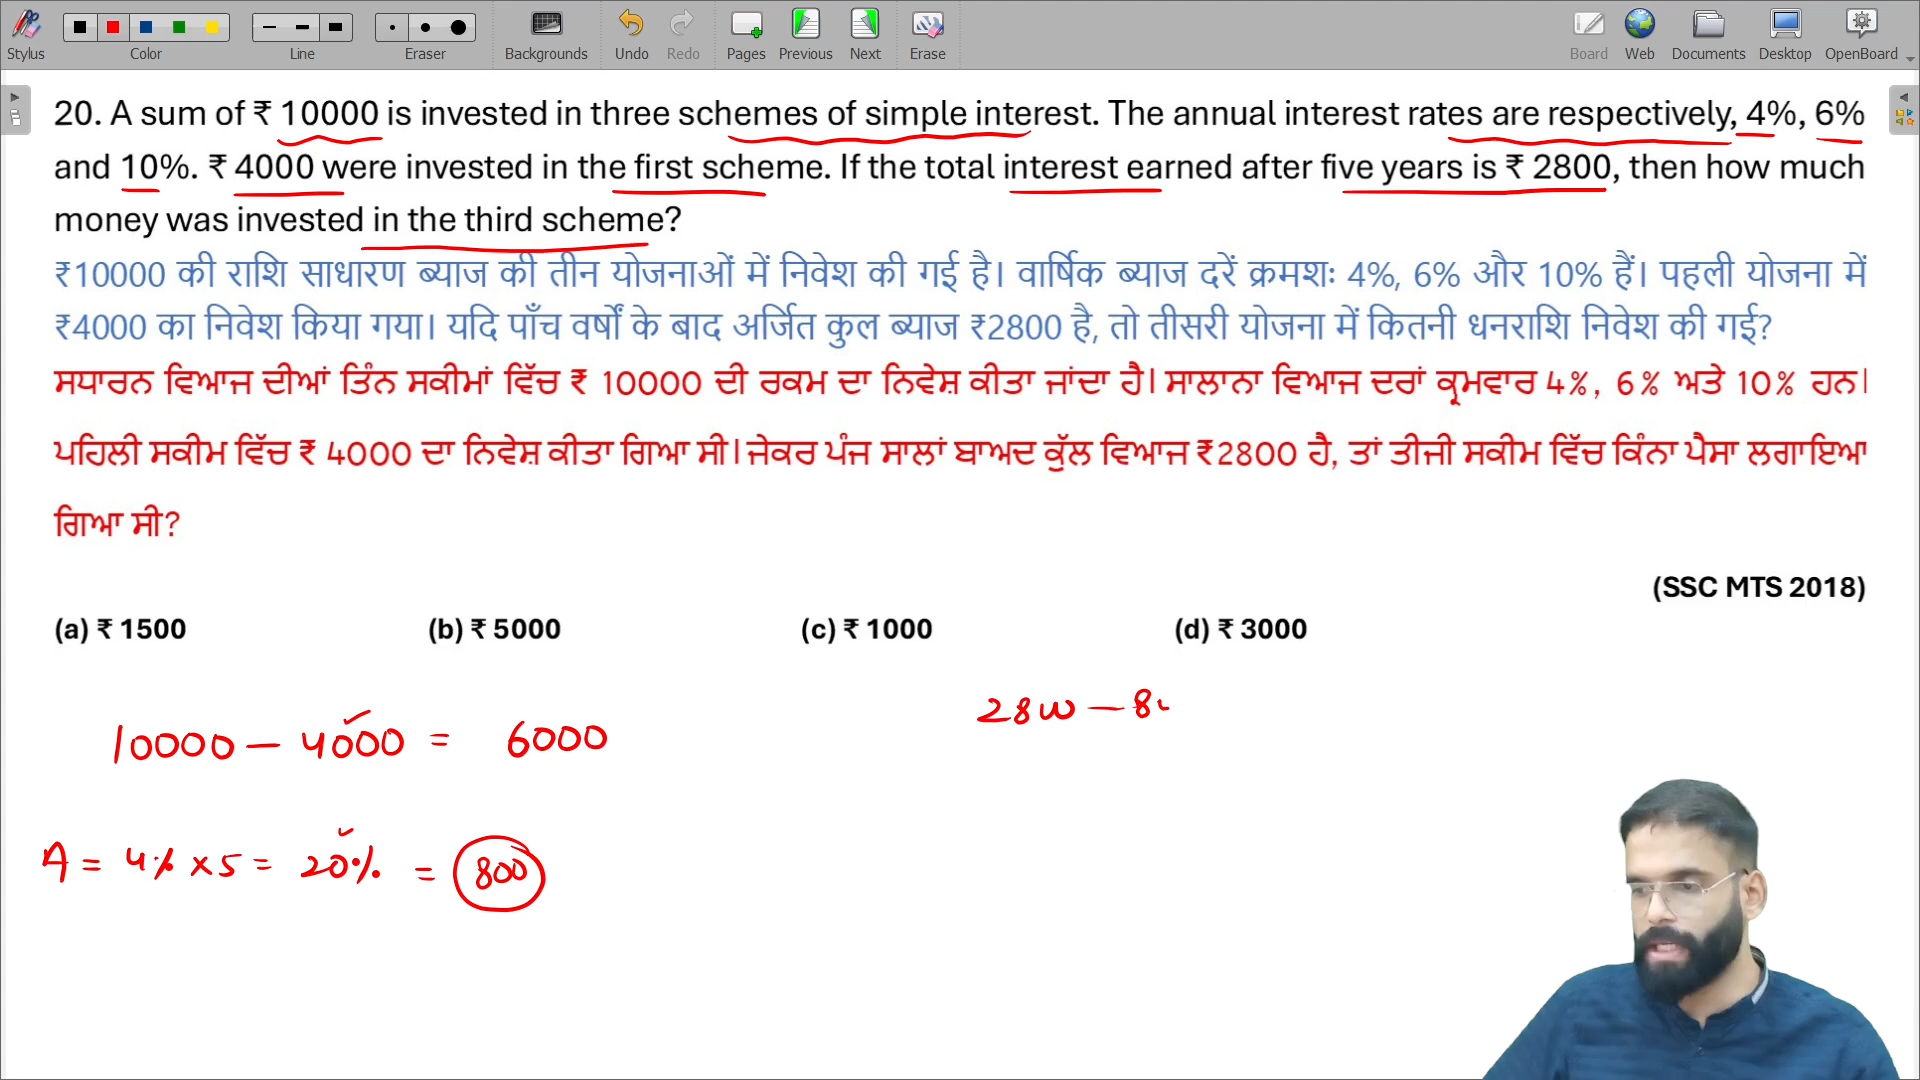 Stylus Color Line Eraser Backgrounds Undo Redo Pages Previous Next Erase Board Web Documents Desktop OpenBoard
20. A sum of ₹ 10000 is invested in three schemes of simple interest. The annual interest rates are respectively, 4%, 6%
and 10%. ₹ 4000 were invested in the first scheme. If the total interest earned after five years is ₹ 2800, then how much
money was invested in the third scheme?
₹10000 की राशि साधारण ब्याज की तीन योजनाओं में निवेश की गई है। वार्षिक ब्याज दरें क्रमशः 4%, 6% और 10% हैं। पहली योजना में
₹4000 का निवेश किया गया। यदि पाँच वर्षों के बाद अर्जित कुल ब्याज ₹2800 है, तो तीसरी योजना में कितनी धनराशि निवेश की गई?
ਸਧਾਰਨ ਵਿਆਜ ਦੀਆਂ ਤਿੰਨ ਸਕੀਮਾਂ ਵਿੱਚ ₹ 10000 ਦੀ ਰਕਮ ਦਾ ਨਿਵੇਸ਼ ਕੀਤਾ ਜਾਂਦਾ ਹੈ। ਸਾਲਾਨਾ ਵਿਆਜ ਦਰਾਂ ਕ੍ਰਮਵਾਰ 4%, 6% ਅਤੇ 10% ਹਨ।
ਪਹਿਲੀ ਸਕੀਮ ਵਿੱਚ ₹ 4000 ਦਾ ਨਿਵੇਸ਼ ਕੀਤਾ ਗਿਆ ਸੀ। ਜੇਕਰ ਪੰਜ ਸਾਲਾਂ ਬਾਅਦ ਕੁੱਲ ਵਿਆਜ ₹2800 ਹੈ, ਤਾਂ ਤੀਜੀ ਸਕੀਮ ਵਿੱਚ ਕਿੰਨਾ ਪੈਸਾ ਲਗਾਇਆ
ਗਿਆ ਸੀ?
(SSC MTS 2018)
(a) ₹ 1500 (b) ₹ 5000 (c) ₹ 1000 (d) ₹ 3000
2800 – 8
10000 – 4000 = 6000
A = 4% × 5 = 20% = 800